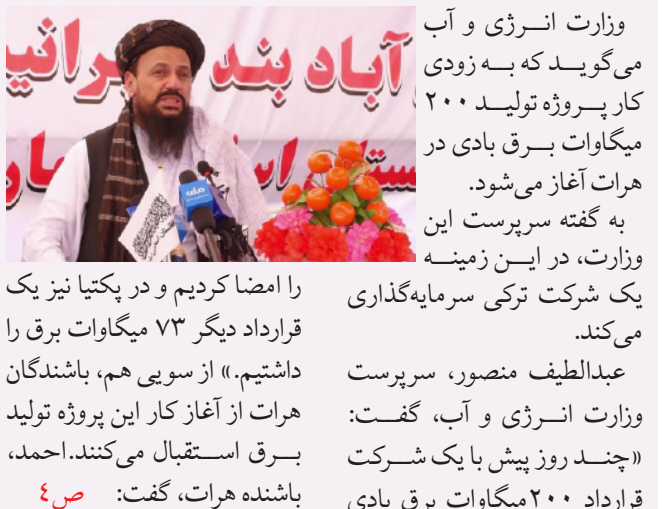 آباد بند
وزارت انرژی و آب
می‌گوید که به زودی
کار پروژه تولید ۲۰۰
میگاوات برق بادی در
هرات آغاز می‌شود.
به گفته سرپرست این
وزارت، در این زمینه
یک شرکت ترکی سرمایه‌گذاری
می‌کند.
عبدالطیف منصور، سرپرست
وزارت انرژی و آب، گفت:
«چند روز پیش با یک شرکت
قرارداد ۲۰۰میگاوات برق بادی
را امضا کردیم و در پکتیا نیز یک
قرارداد دیگر ۷۳ میگاوات برق را
داشتیم.» از سویی هم، باشندگان
هرات از آغاز کار این پروژه تولید
برق استقبال می‌کنند.احمد،
باشنده هرات، گفت: ص٤